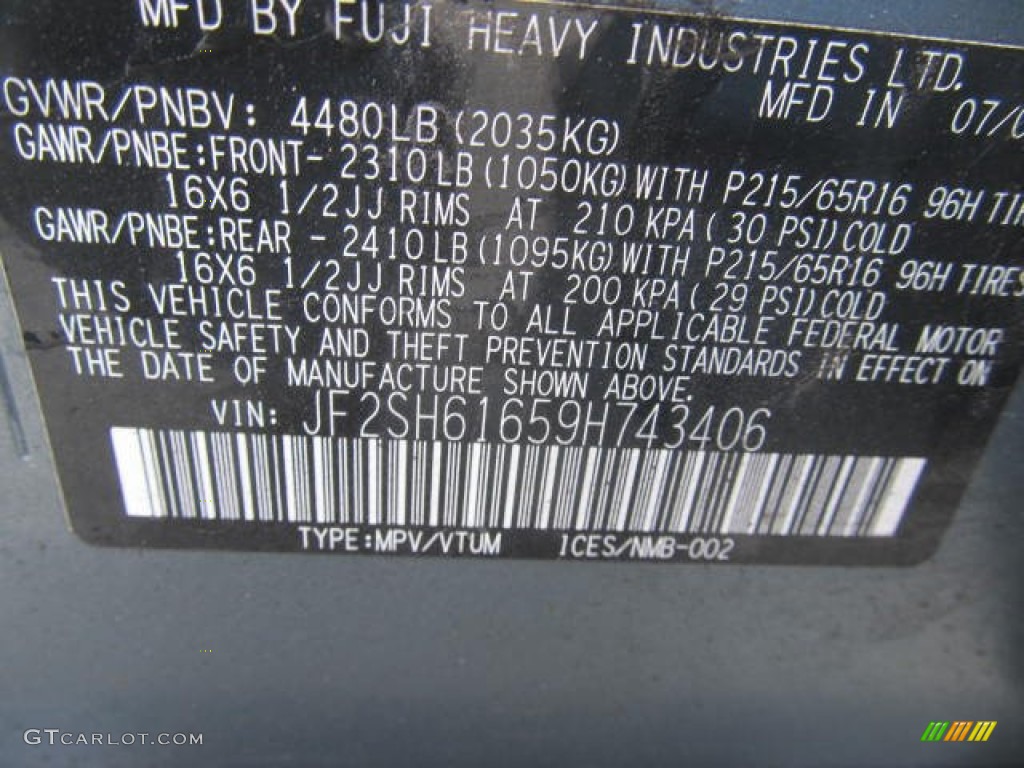 MFD BY FUJI HEAVY INDUSTRIES LTD.
MFD IN 07/0
GVWR/PNBV: 4480LB (2035KG)
GAWR/PNBE:FRONT- 2310LB (1050KG) WITH P215/65R16 96H TIR
16X6 1/2JJ RIMS AT 210 KPA ( 30 PSI) COLD
GAWR/PNBE:REAR - 2410LB (1095KG) WITH P215/65R16 96H TIRES
16X6 1/2JJ RIMS AT 200 KPA ( 29 PSI) COLD
THIS VEHICLE CONFORMS TO ALL APPLICABLE FEDERAL MOTOR
VEHICLE SAFETY AND THEFT PREVENTION STANDARDS IN EFFECT ON
THE DATE OF MANUFACTURE SHOWN ABOVE.
VIN: JF2SH61659H743406
TYPE:MPV/VTUM ICES/NMB-002
GTCARLOT.COM